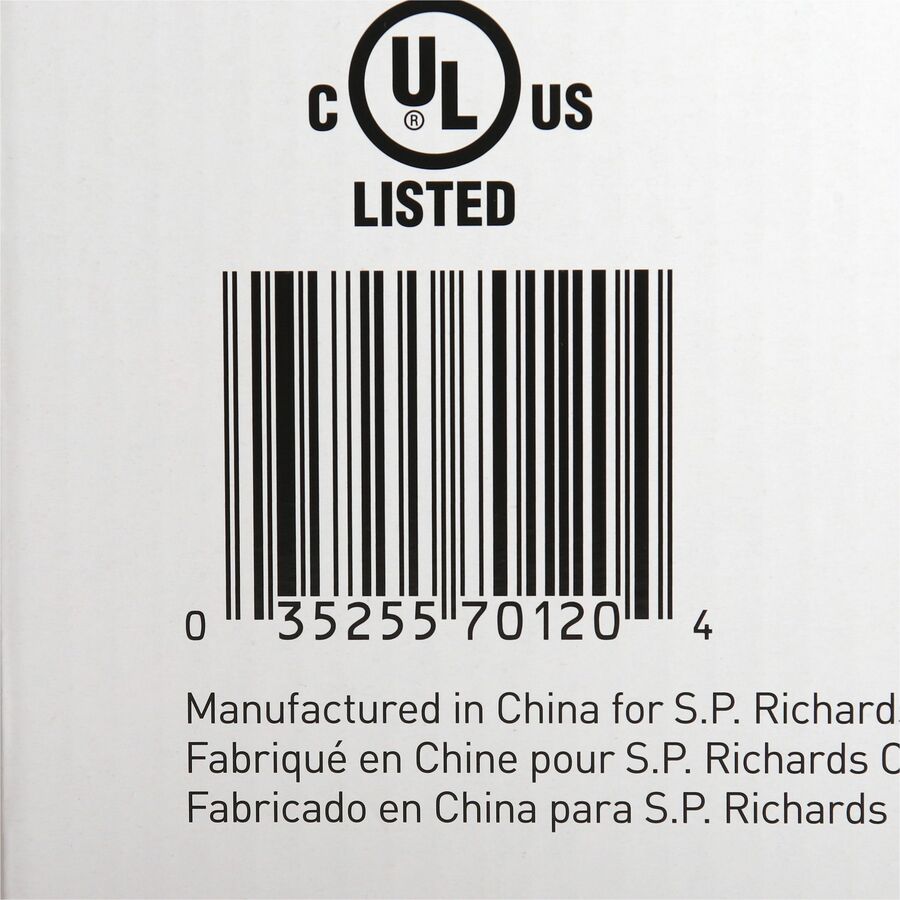 C UL® US
LISTED
0 35255 70120 4
Manufactured in China for S.P. Richards
Fabriqué en Chine pour S.P. Richards C
Fabricado en China para S.P. Richards